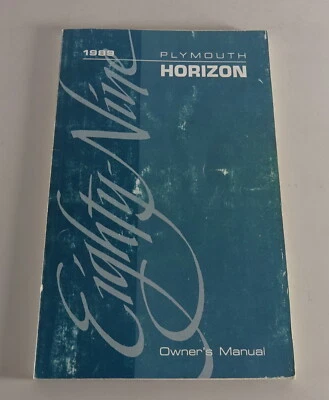 1989
PLYMOUTH
HORIZON
Eighty-Nine
Owner's Manual